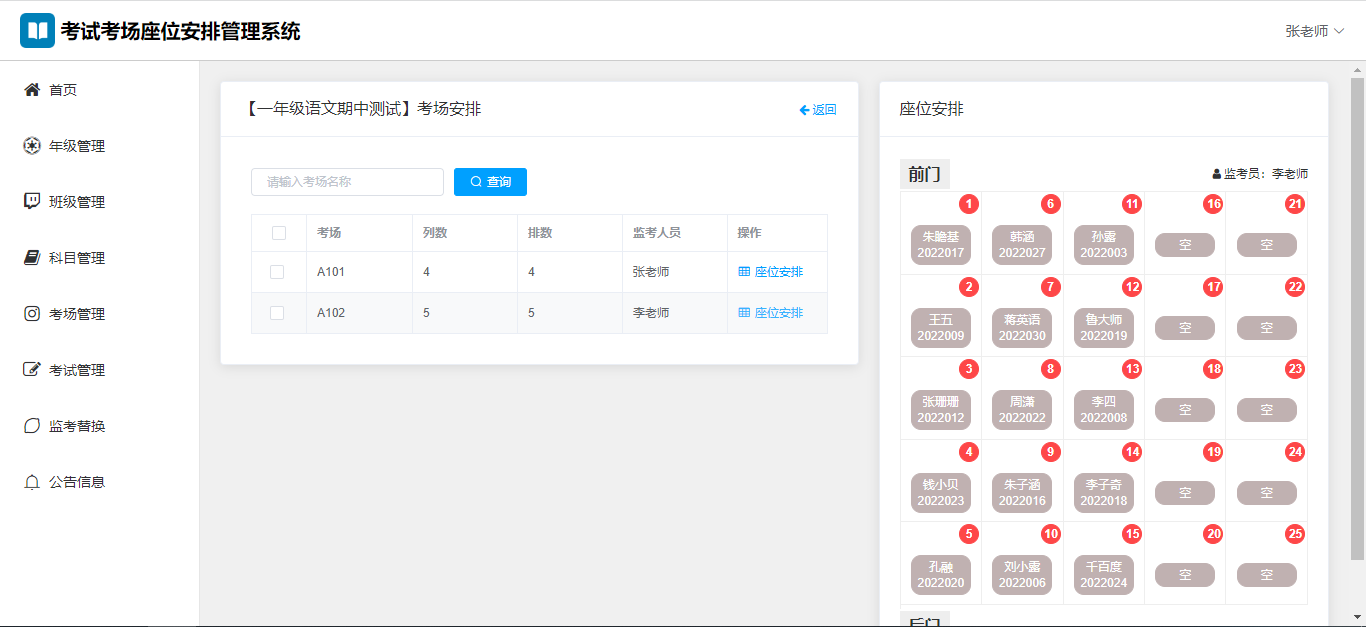 考试考场座位安排管理系统
张老师
首页
年级管理
班级管理
科目管理
考场管理
考试管理
监考替换
公告信息
【一年级语文期中测试】考场安排
返回
请输入考场名称
查询
考场 列数 排数 监考人员 操作
A101 4 4 张老师 座位安排
A102 5 5 李老师 座位安排
座位安排
前门
监考员：李老师
1 6 11 16 21
朱瞻基 韩涵 孙露 空 空
2022017 2022027 2022003
2 7 12 17 22
王五 蒋英语 鲁大师 空 空
2022009 2022030 2022019
3 8 13 18 23
张珊珊 周潇 李四 空 空
2022012 2022022 2022008
4 9 14 19 24
钱小贝 朱子涵 李子奇 空 空
2022023 2022016 2022018
5 10 15 20 25
孔融 刘小露 千百度 空 空
2022020 2022006 2022024
后门